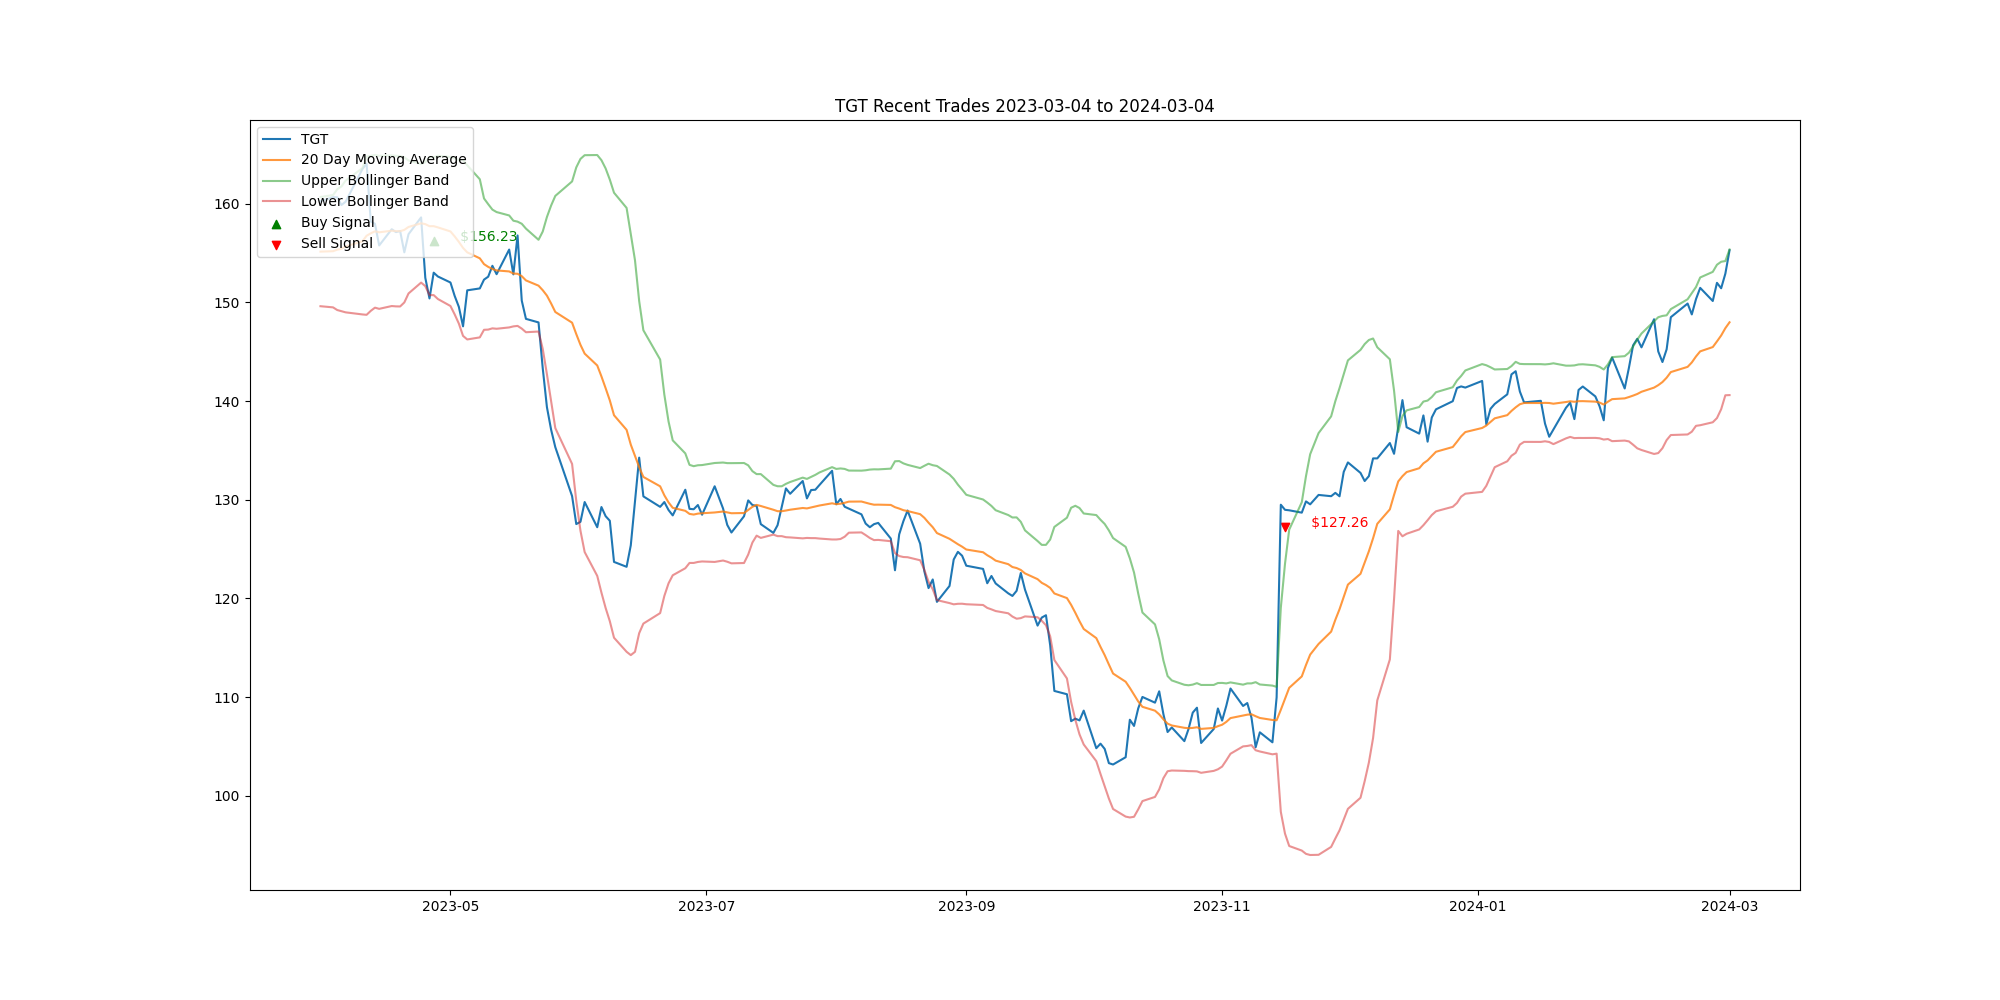 TGT Recent Trades 2023-03-04 to 2024-03-04
TGT
20 Day Moving Average
Upper Bollinger Band
Lower Bollinger Band
Buy Signal
Sell Signal
$156.23
$127.26
160
150
140
130
120
110
100
2023-05
2023-07
2023-09
2023-11
2024-01
2024-03